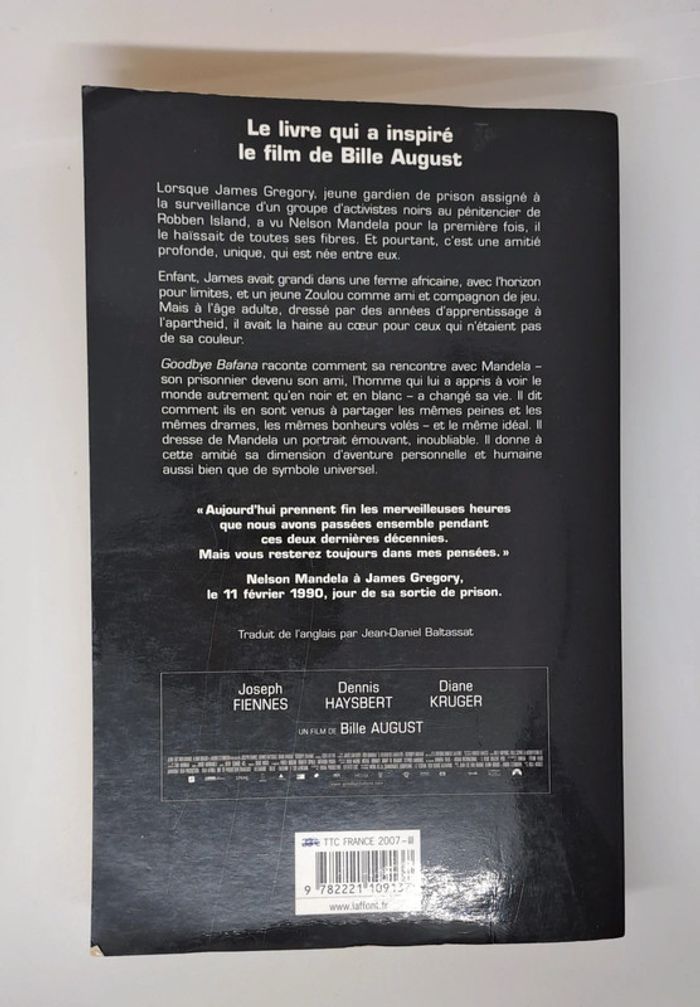 Le livre qui a inspiré
le film de Bille August
Lorsque James Gregory, jeune gardien de prison assigné à
la surveillance d'un groupe d'activistes noirs au pénitencier de
Robben Island, a vu Nelson Mandela pour la première fois, il
le haïssait de toutes ses fibres. Et pourtant, c'est une amitié
profonde, unique, qui est née entre eux.
Enfant, James avait grandi dans une ferme africaine, avec l'horizon
pour limites, et un jeune Zoulou comme ami et compagnon de jeu.
Mais à l'âge adulte, dressé par des années d'apprentissage à
l'apartheid, il avait la haine au cœur pour ceux qui n'étaient pas
de sa couleur.
Goodbye Bafana raconte comment sa rencontre avec Mandela –
son prisonnier devenu son ami, l'homme qui lui a appris à voir le
monde autrement qu'en noir et en blanc – a changé sa vie. Il dit
comment ils en sont venus à partager les mêmes peines et les
mêmes drames, les mêmes bonheurs volés – et le même idéal. Il
dresse de Mandela un portrait émouvant, inoubliable. Il donne à
cette amitié sa dimension d'aventure personnelle et humaine
aussi bien que de symbole universel.
« Aujourd'hui prennent fin les merveilleuses heures
que nous avons passées ensemble pendant
ces deux dernières décennies.
Mais vous resterez toujours dans mes pensées. »
Nelson Mandela à James Gregory,
le 11 février 1990, jour de sa sortie de prison.
Traduit de l'anglais par Jean-Daniel Baltassat
Joseph FIENNES
Dennis HAYSBERT
Diane KRUGER
UN FILM DE Bille AUGUST
TTC FRANCE 2007-III
9 782221 109137
www.laffont.fr